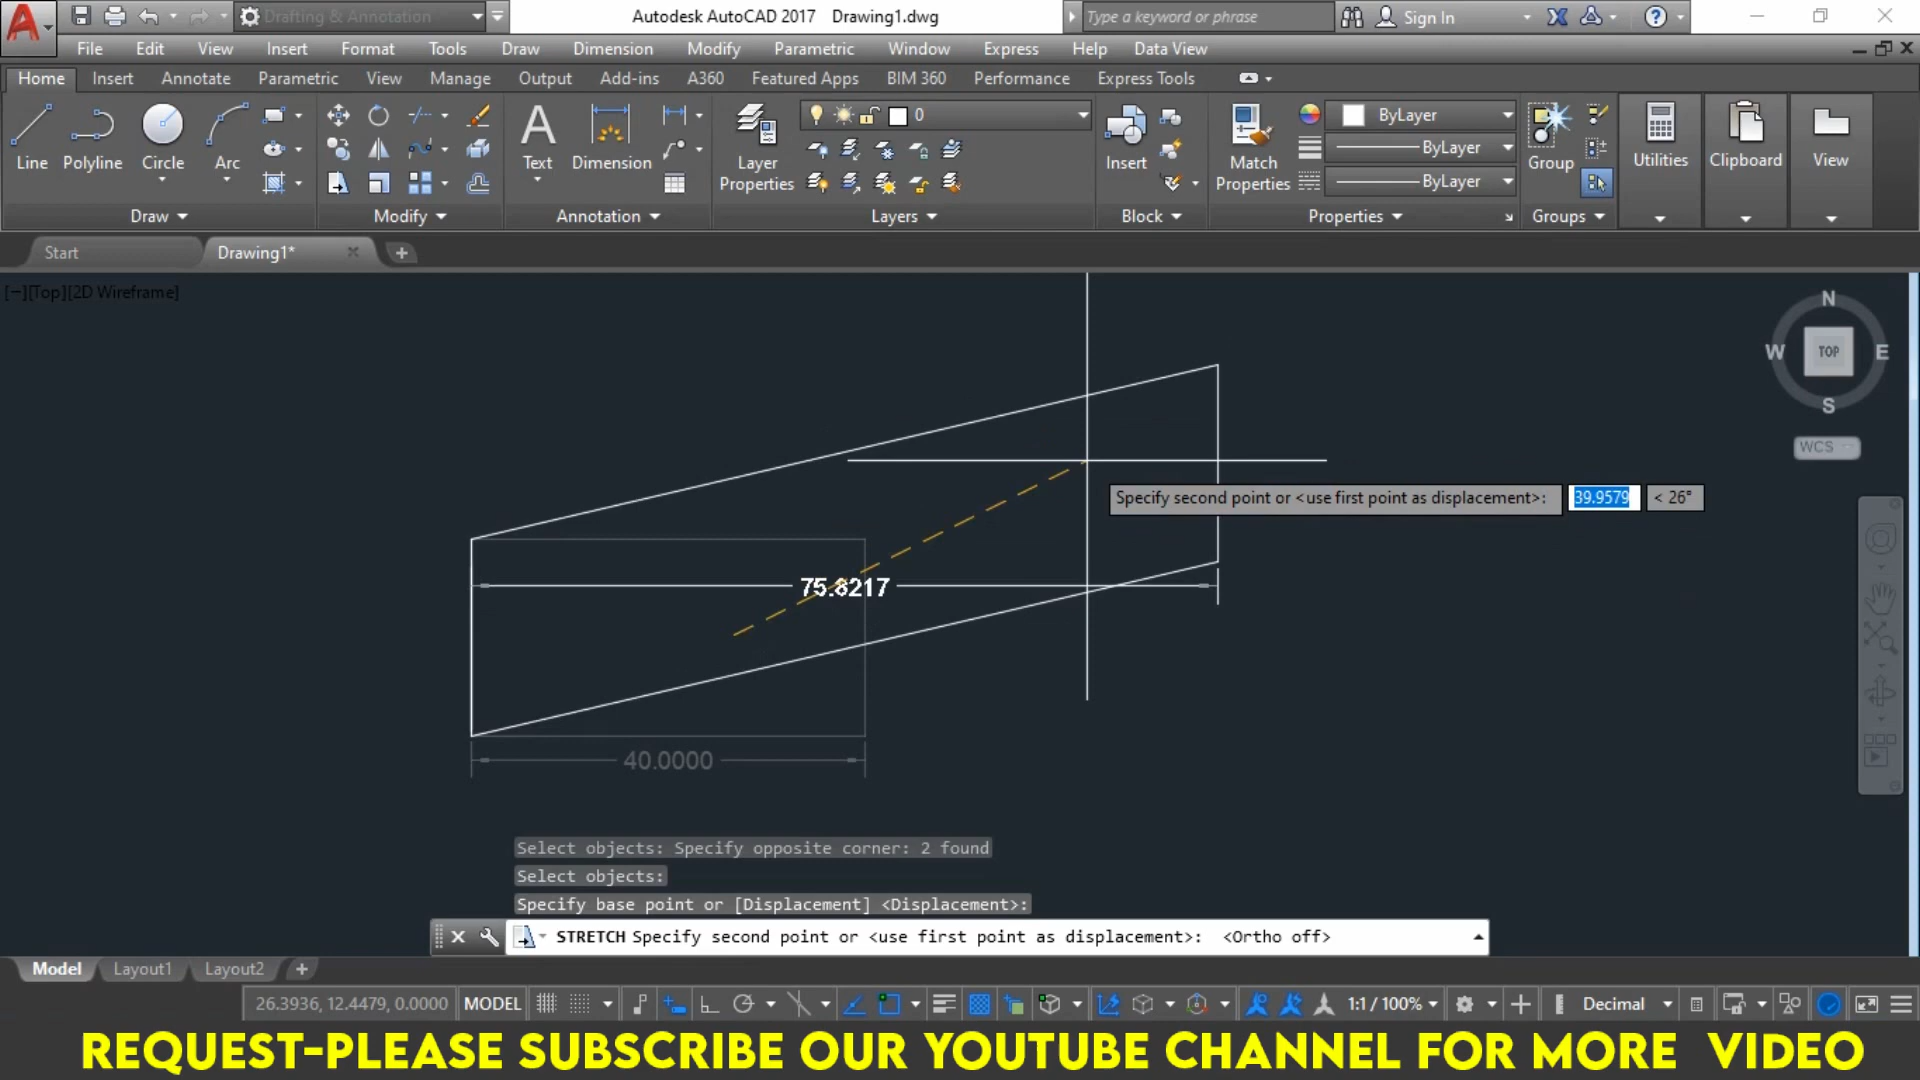 Drafting & Annotation
Autodesk AutoCAD 2017 Drawing1.dwg
Type a keyword or phrase
Sign In
File Edit View Insert Format Tools Draw Dimension Modify Parametric Window Express Help Data View
Home Insert Annotate Parametric View Manage Output Add-ins A360 Featured Apps BIM 360 Performance Express Tools
0
ByLayer
ByLayer
ByLayer
Line Polyline Circle Arc
Text Dimension
Layer Properties
Insert
Match Properties
Group
Utilities Clipboard View
Draw Modify Annotation Layers Block Properties Groups
Start Drawing1*
[−][Top][2D Wireframe]
N
W TOP E
S
WCS
Specify second point or <use first point as displacement>: 39.9579 < 26°
75.8217
40.0000
Select objects: Specify opposite corner: 2 found
Select objects:
Specify base point or [Displacement] <Displacement>:
STRETCH Specify second point or <use first point as displacement>: <Ortho off>
Model Layout1 Layout2
26.3936, 12.4479, 0.0000 MODEL 1:1 / 100% Decimal
REQUEST-PLEASE SUBSCRIBE OUR YOUTUBE CHANNEL FOR MORE VIDEO